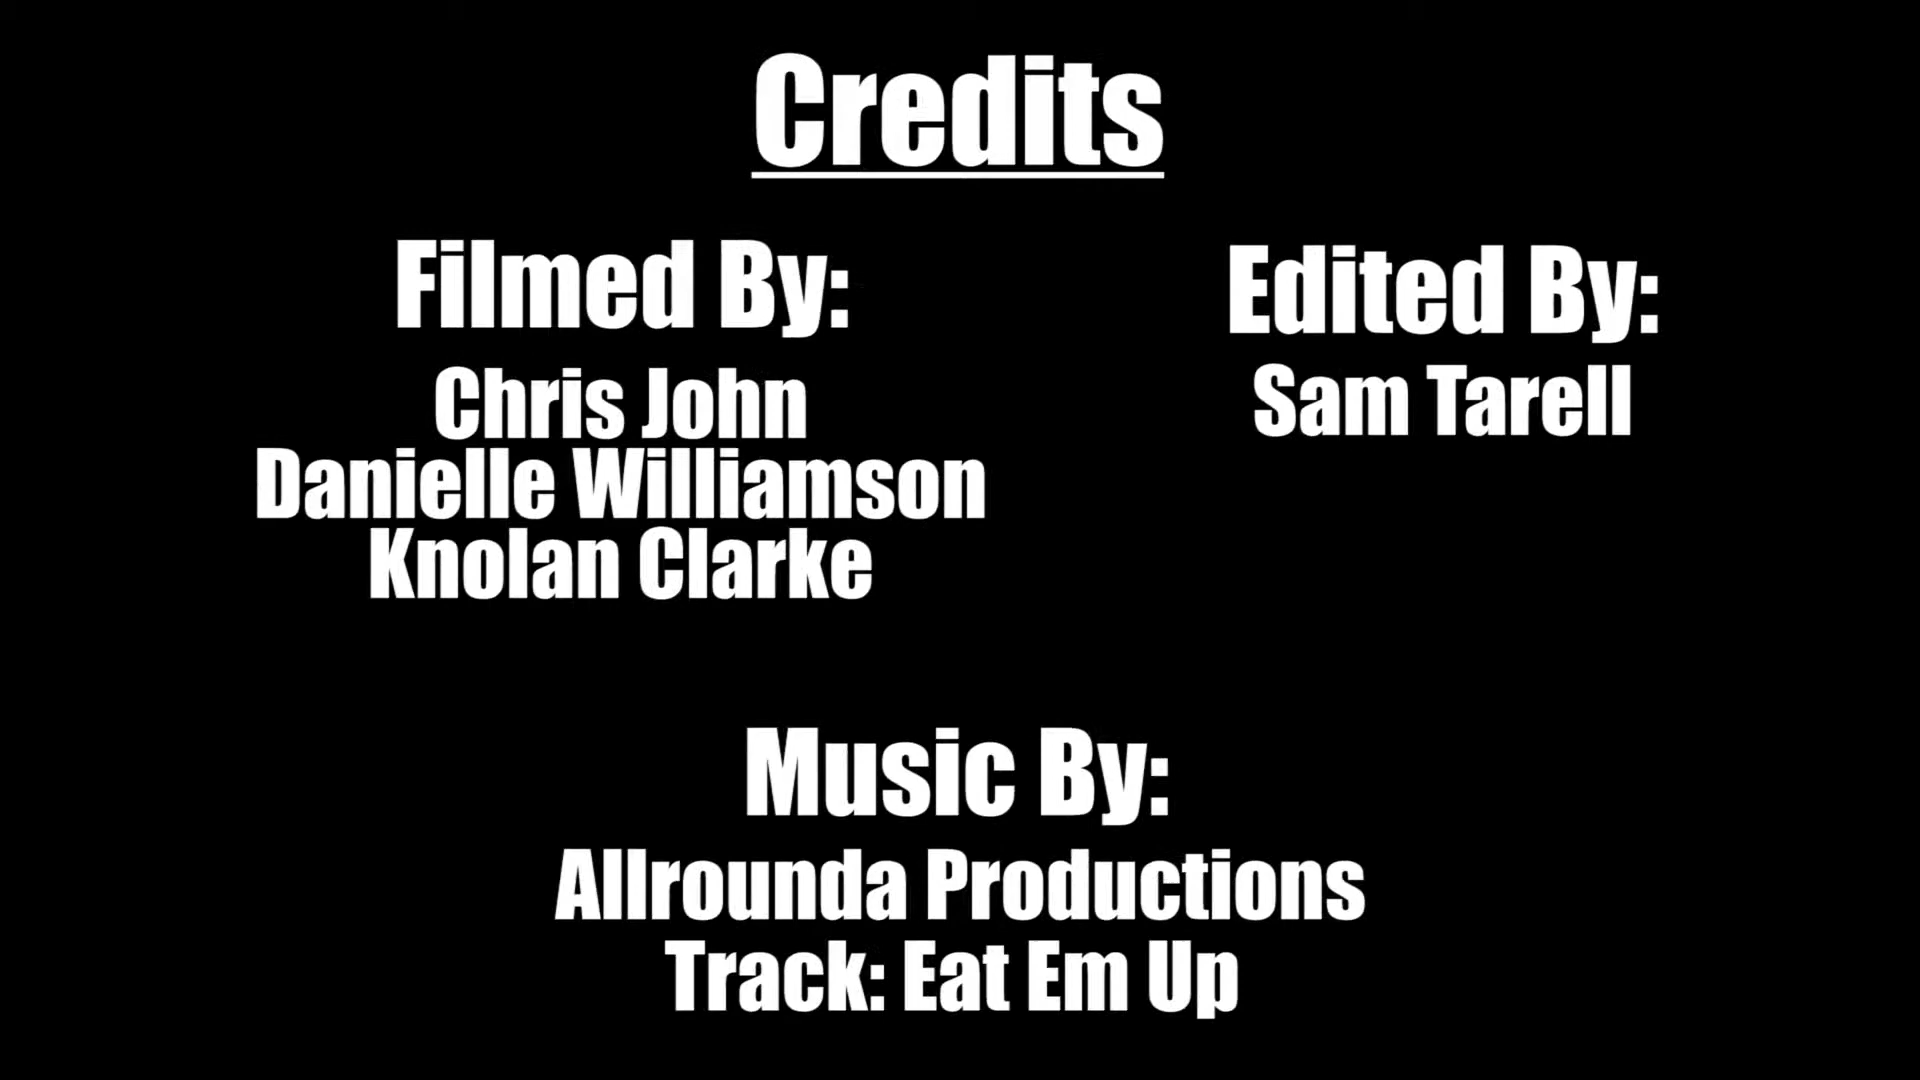 Credits
Filmed By:
Chris John
Danielle Williamson
Knolan Clarke
Edited By:
Sam Tarell
Music By:
Allrounda Productions
Track: Eat Em Up